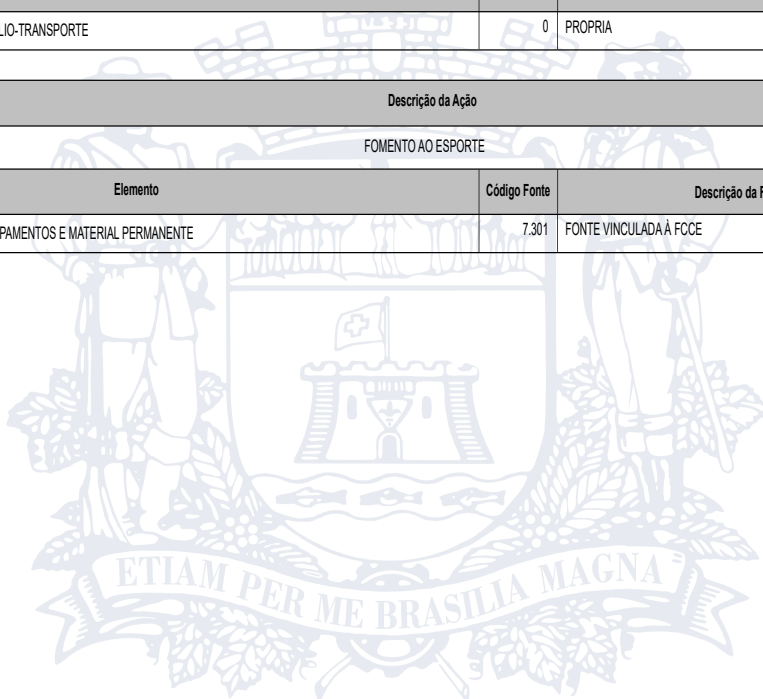 LIO-TRANSPORTE 0 PROPRIA
Descrição da Ação
FOMENTO AO ESPORTE
Elemento Código Fonte Descrição da F
PAMENTOS E MATERIAL PERMANENTE 7.301 FONTE VINCULADA À FCCE
ETIAM PER ME BRASILIA MAGNA